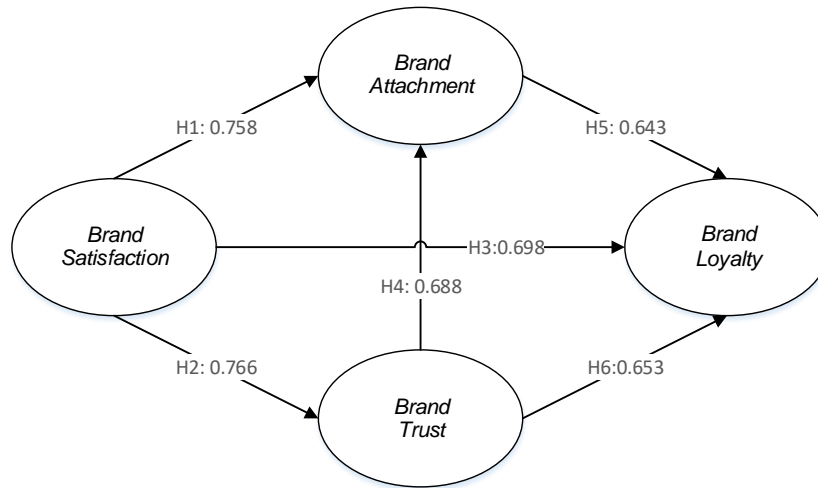 Brand
Attachment
H1: 0.758
H5: 0.643
Brand
Satisfaction
H3:0.698
Brand
Loyalty
H4: 0.688
H2: 0.766
H6:0.653
Brand
Trust